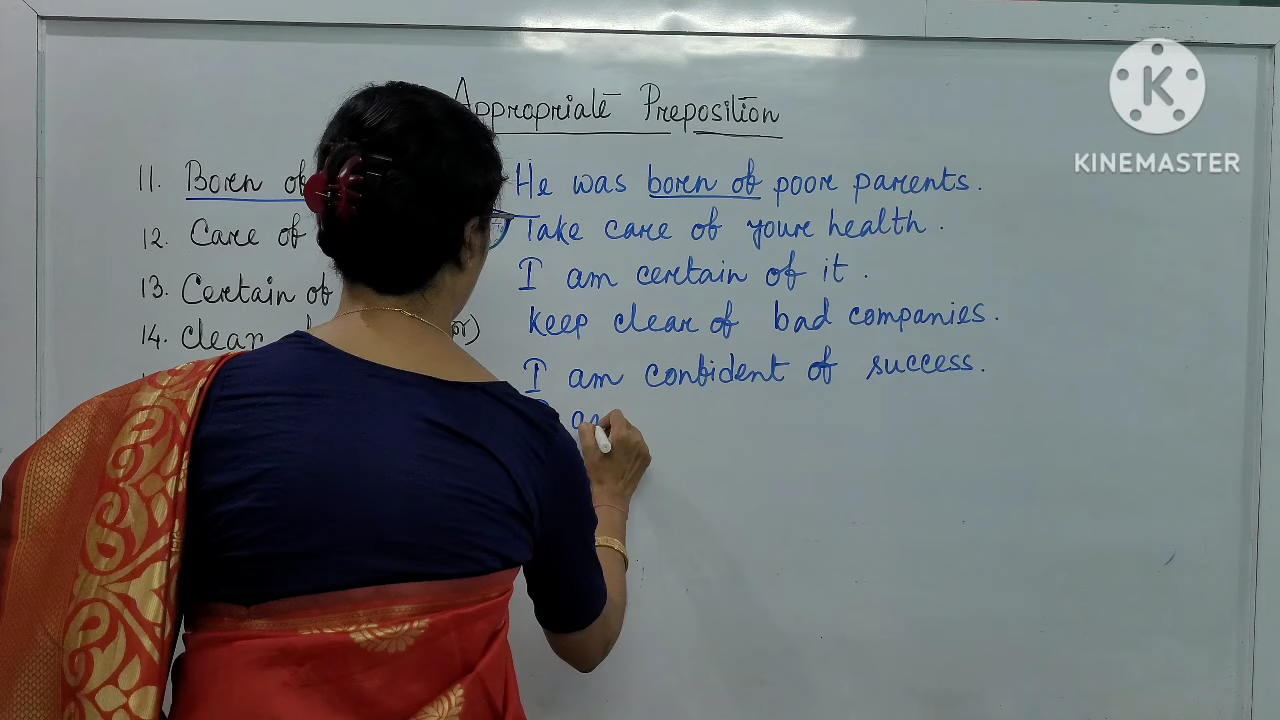 Appropriate Preposition
11. Born of He was born of poor parents.
12. Care of Take care of your health.
13. Certain of I am certain of it.
14. Clear keep clear of bad companies.
I am confident of success.
KINEMASTER